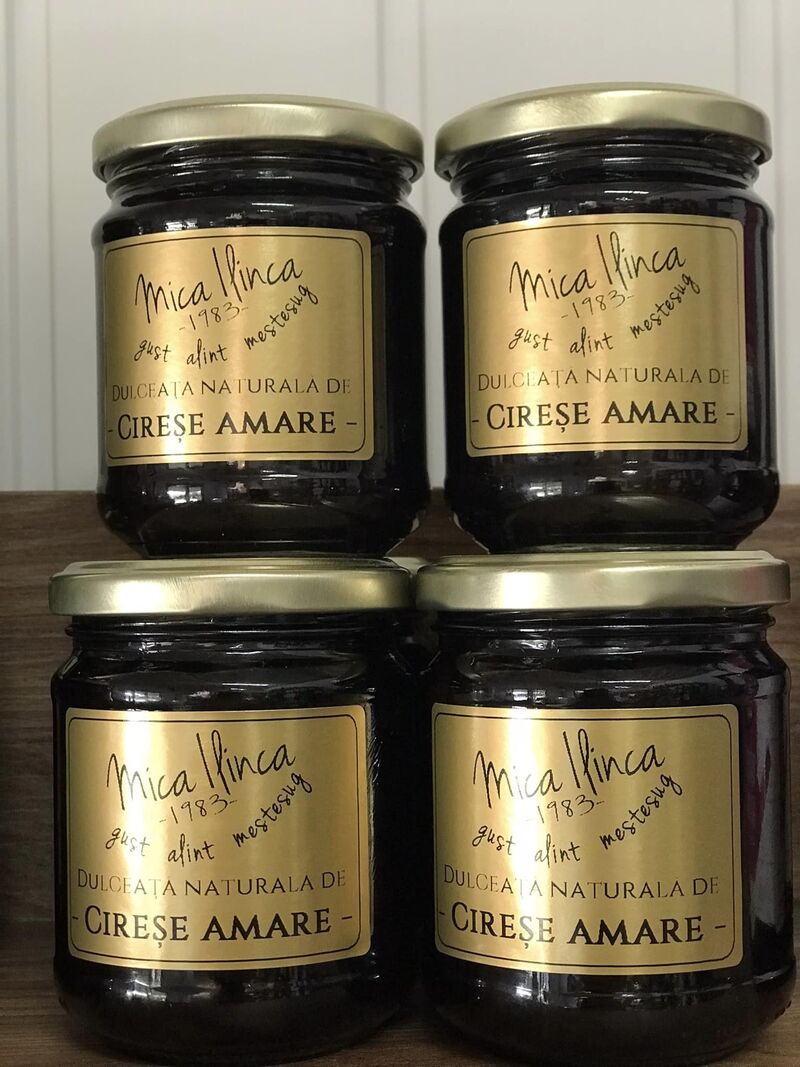 Mica Ilinca
-1983-
gust alint mestesug
DULCEAȚA NATURALA DE
- CIREȘE AMARE -
Mica Ilinca
-1983-
gust alint mestesug
DULCEAȚA NATURALA DE
- CIREȘE AMARE -
Mica Ilinca
-1983-
gust alint mestesug
DULCEAȚA NATURALA DE
- CIREȘE AMARE -
Mica Ilinca
-1983-
gust alint mestesug
DULCEAȚA NATURALA DE
- CIREȘE AMARE -